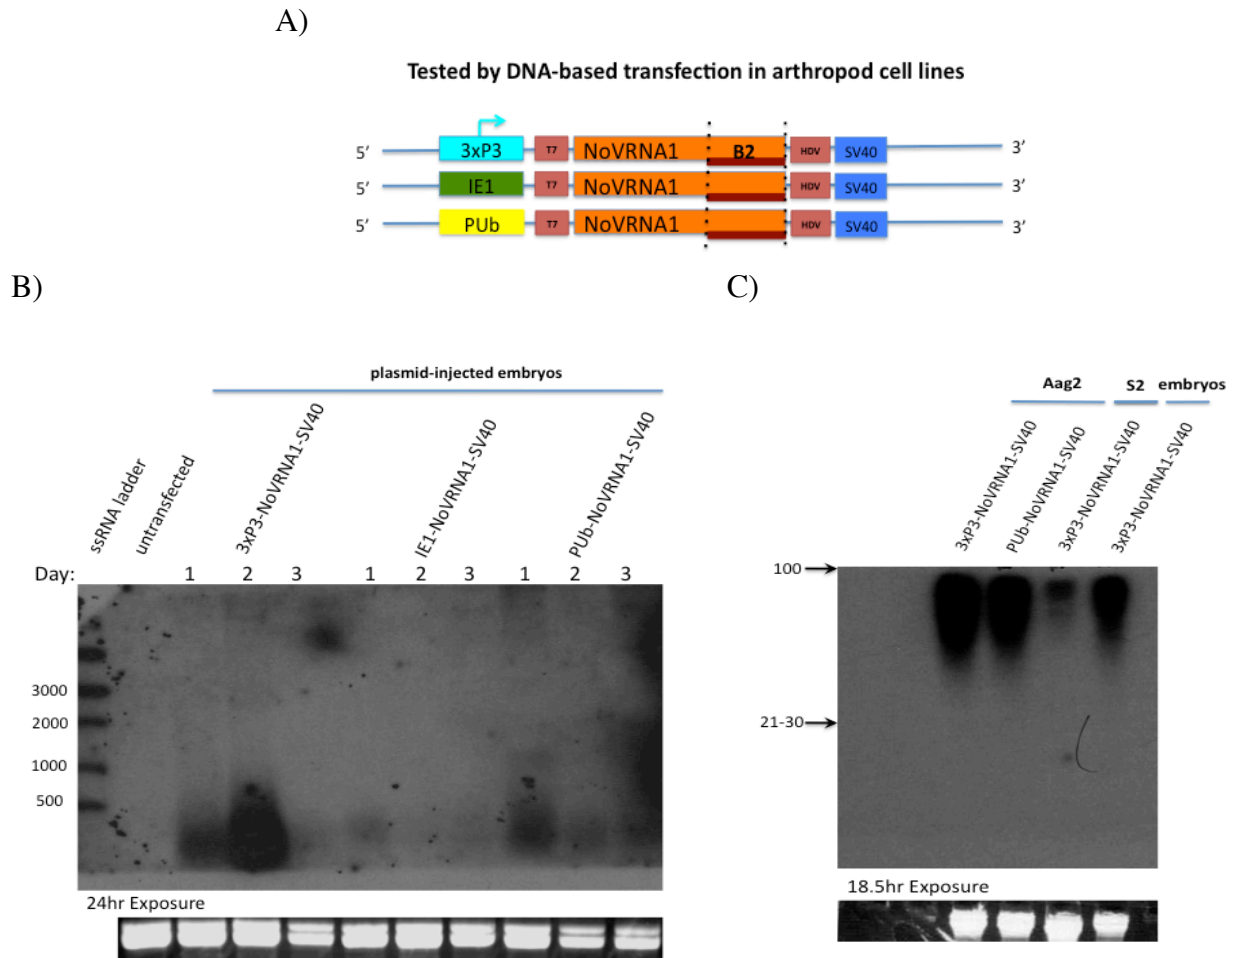 A)
Tested by DNA-based transfection in arthropod cell lines
5’ 3xP3 T7 NoVRNA1 B2 HDV SV40 3’
5’ IE1 T7 NoVRNA1 HDV SV40 3’
5’ PUb T7 NoVRNA1 HDV SV40 3’
B)
plasmid-injected embryos
ssRNA ladder
untransfected
3xP3-NoVRNA1-SV40
IE1-NoVRNA1-SV40
PUb-NoVRNA1-SV40
Day: 1 2 3 1 2 3 1 2 3
3000
2000
1000
500
24hr Exposure
C)
Aag2 S2 embryos
3xP3-NoVRNA1-SV40
PUb-NoVRNA1-SV40
3xP3-NoVRNA1-SV40
3xP3-NoVRNA1-SV40
100
21-30
18.5hr Exposure